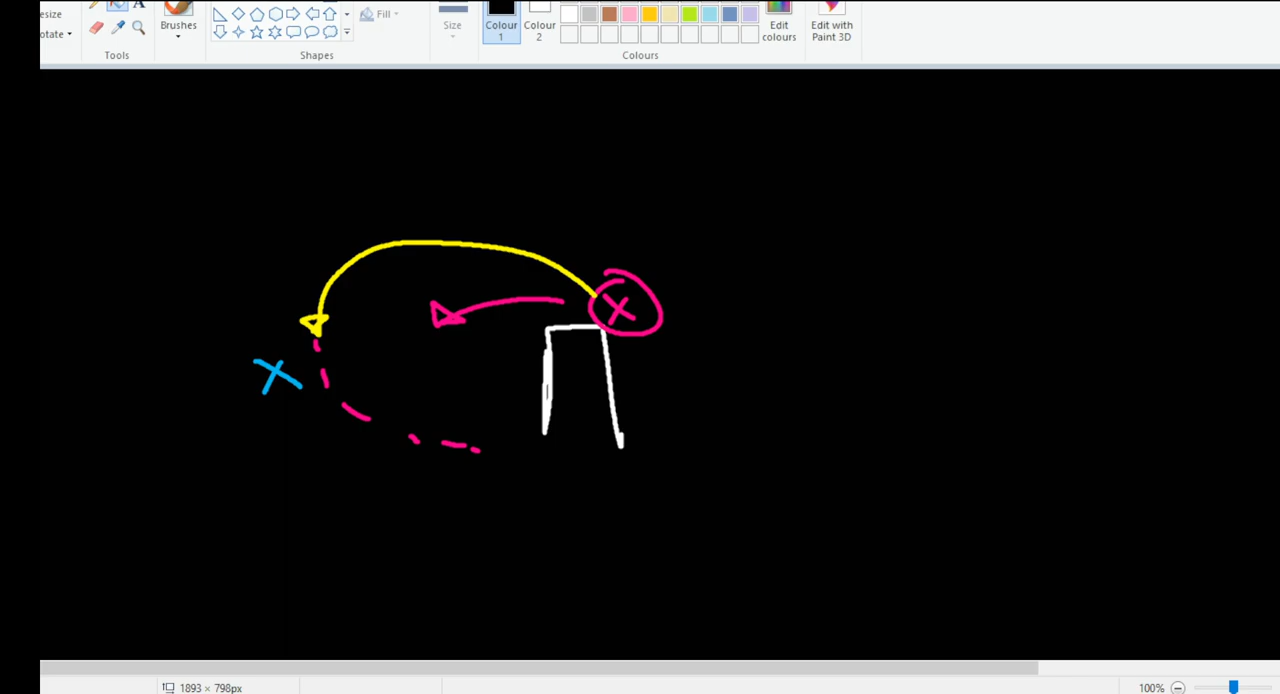 esize
otate
A
Brushes
Fill
Size
Colour 1
Colour 2
Edit colours
Edit with Paint 3D
Tools
Shapes
Colours
X
X
1893 × 798px
100%